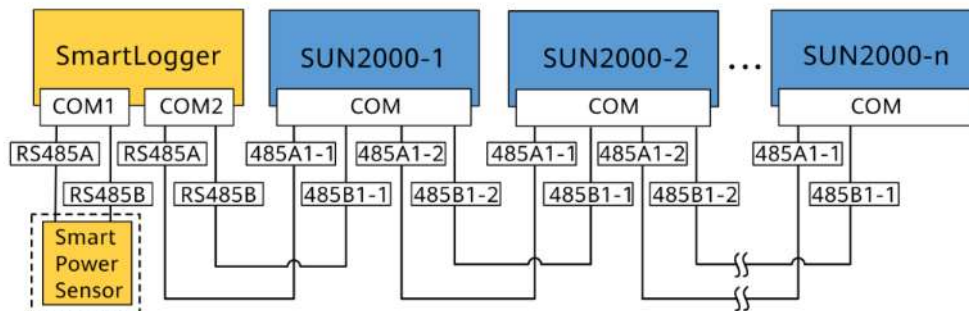 SmartLogger
SUN2000-1
SUN2000-2
...
SUN2000-n
COM1
COM2
COM
COM
COM
RS485A
RS485A
485A1-1
485A1-2
485A1-1
485A1-2
485A1-1
RS485B
RS485B
485B1-1
485B1-2
485B1-1
485B1-2
485B1-1
Smart
Power
Sensor